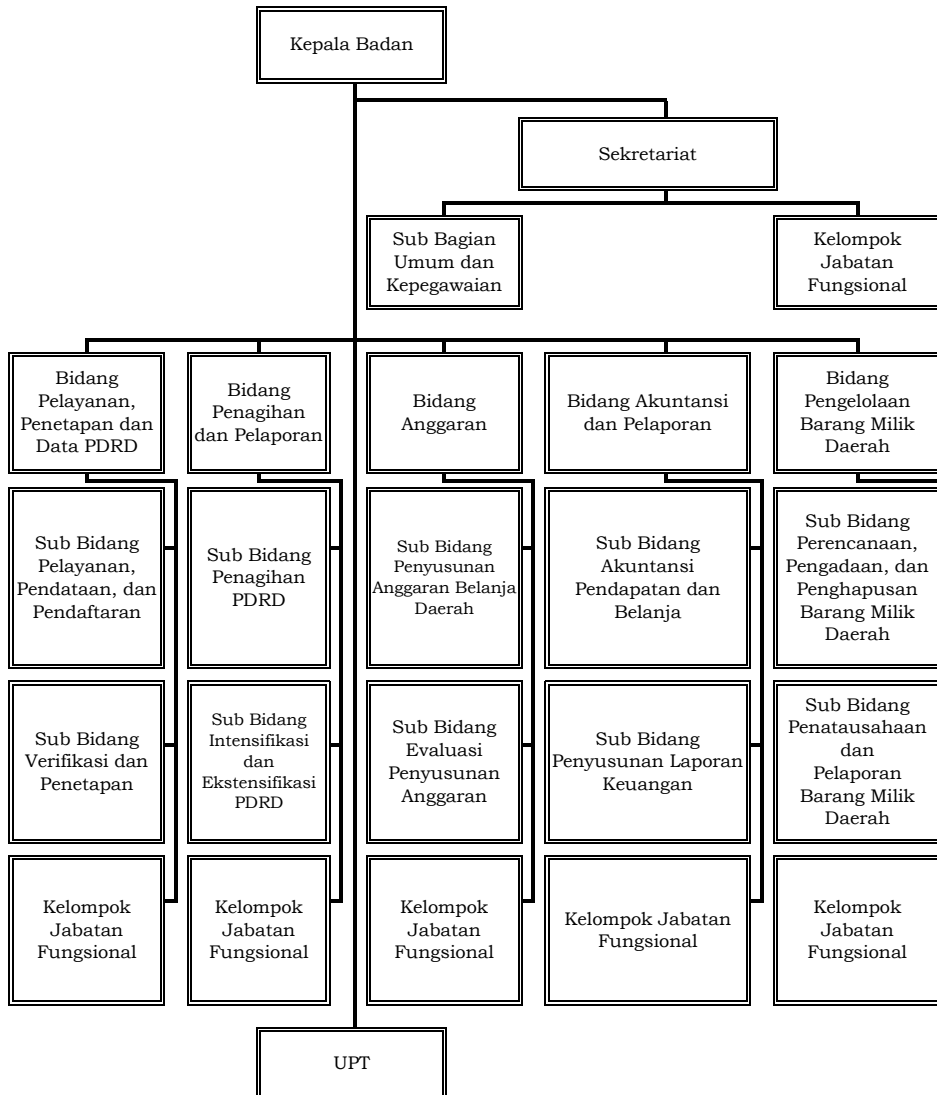 Kepala Badan
Sekretariat
Sub Bagian
Umum dan
Kepegawaian
Kelompok
Jabatan
Fungsional
Bidang
Pelayanan,
Penetapan dan
Data PDRD
Bidang
Penagihan
dan Pelaporan
Bidang
Anggaran
Bidang Akuntansi
dan Pelaporan
Bidang
Pengelolaan
Barang Milik
Daerah
Sub Bidang
Pelayanan,
Pendataan, dan
Pendaftaran
Sub Bidang
Penagihan
PDRD
Sub Bidang
Penyusunan
Anggaran Belanja
Daerah
Sub Bidang
Akuntansi
Pendapatan dan
Belanja
Sub Bidang
Perencanaan,
Pengadaan, dan
Penghapusan
Barang Milik
Daerah
Sub Bidang
Verifikasi dan
Penetapan
Sub Bidang
Intensifikasi
dan
Ekstensifikasi
PDRD
Sub Bidang
Evaluasi
Penyusunan
Anggaran
Sub Bidang
Penyusunan Laporan
Keuangan
Sub Bidang
Penatausahaan
dan
Pelaporan
Barang Milik
Daerah
Kelompok
Jabatan
Fungsional
Kelompok
Jabatan
Fungsional
Kelompok
Jabatan
Fungsional
Kelompok Jabatan
Fungsional
Kelompok
Jabatan
Fungsional
UPT